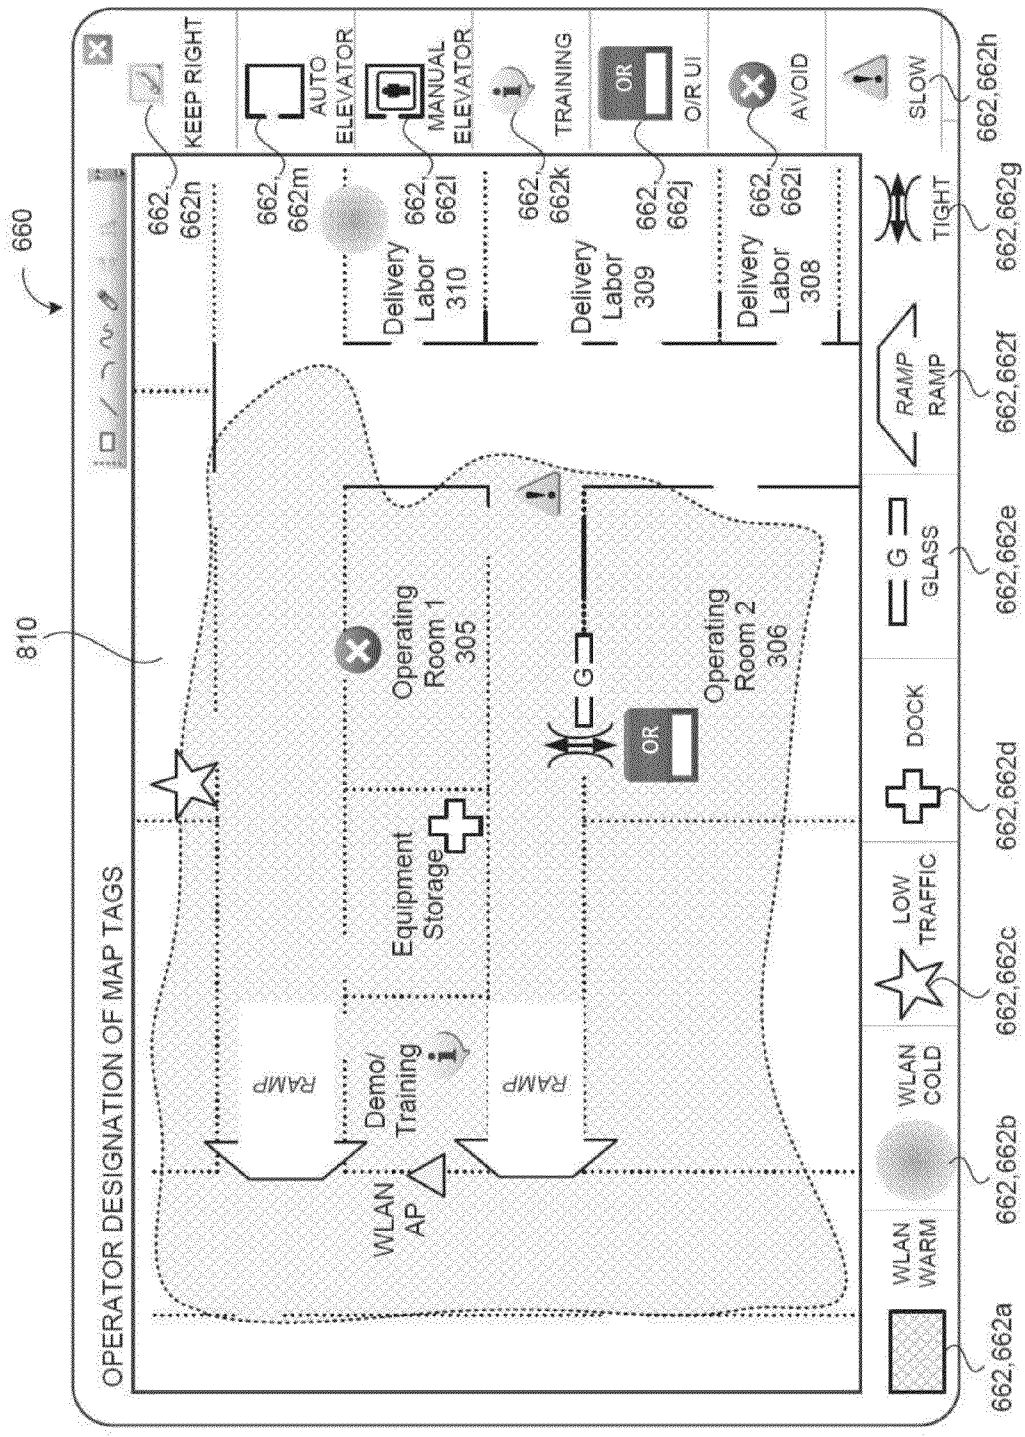 660
810
OPERATOR DESIGNATION OF MAP TAGS
RAMP
RAMP
WLAN
AP
Demo/
Training
Equipment
Storage
Operating
Room 1
305
G
OR
Operating
Room 2
306
Delivery
Labor
310
Delivery
Labor
309
Delivery
Labor
308
KEEP RIGHT
662,
662n
AUTO
ELEVATOR
662,
662m
MANUAL
ELEVATOR
662,
662l
TRAINING
662,
662k
OR
O/R UI
662,
662j
AVOID
662,
662i
SLOW
662,662h
WLAN
WARM
662,662a
WLAN
COLD
662,662b
LOW
TRAFFIC
662,662c
DOCK
662,662d
G
GLASS
662,662e
RAMP
RAMP
662,662f
TIGHT
662,662g